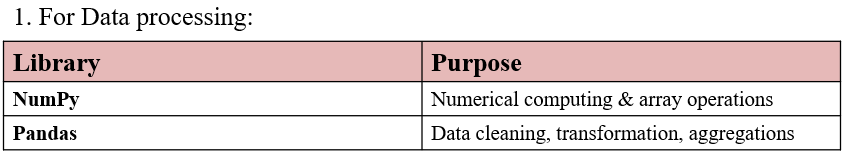 1. For Data processing:
Library Purpose
NumPy Numerical computing & array operations
Pandas Data cleaning, transformation, aggregations